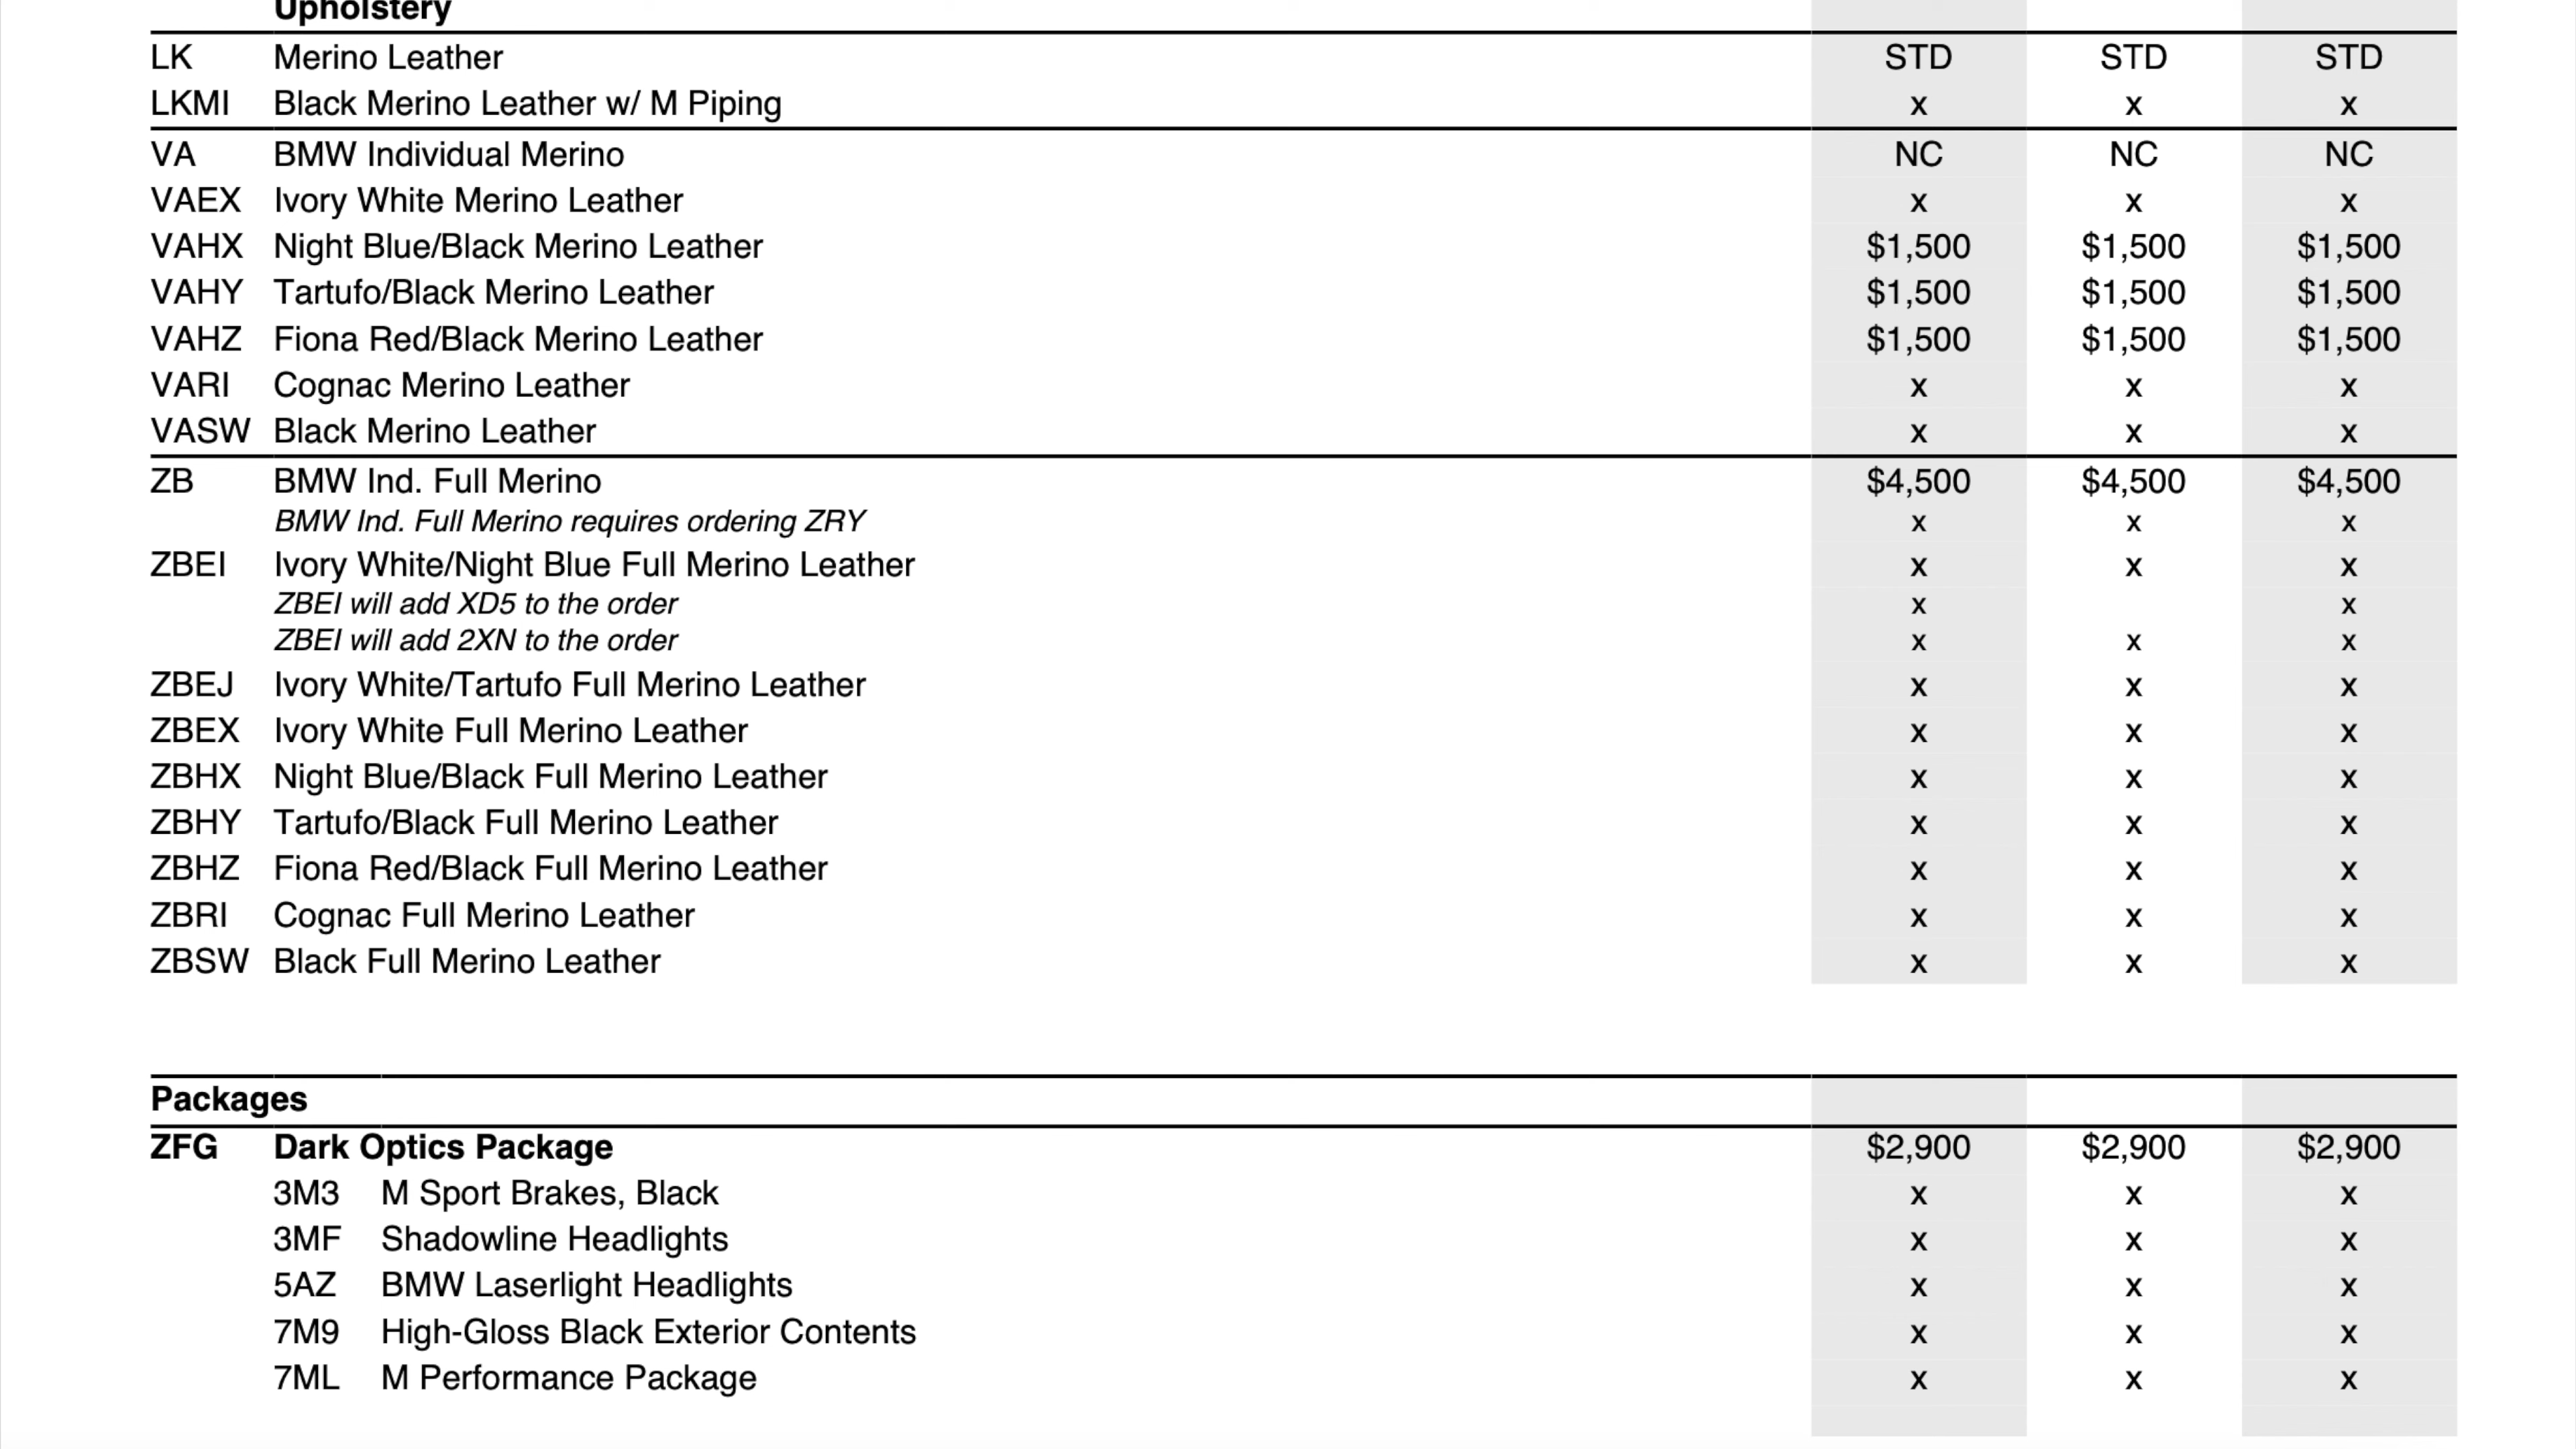 Upholstery
LK Merino Leather STD STD STD
LKMI Black Merino Leather w/ M Piping x x x
VA BMW Individual Merino NC NC NC
VAEX Ivory White Merino Leather x x x
VAHX Night Blue/Black Merino Leather $1,500 $1,500 $1,500
VAHY Tartufo/Black Merino Leather $1,500 $1,500 $1,500
VAHZ Fiona Red/Black Merino Leather $1,500 $1,500 $1,500
VARI Cognac Merino Leather x x x
VASW Black Merino Leather x x x
ZB BMW Ind. Full Merino $4,500 $4,500 $4,500
BMW Ind. Full Merino requires ordering ZRY x x x
ZBEI Ivory White/Night Blue Full Merino Leather x x x
ZBEI will add XD5 to the order x x
ZBEI will add 2XN to the order x x x
ZBEJ Ivory White/Tartufo Full Merino Leather x x x
ZBEX Ivory White Full Merino Leather x x x
ZBHX Night Blue/Black Full Merino Leather x x x
ZBHY Tartufo/Black Full Merino Leather x x x
ZBHZ Fiona Red/Black Full Merino Leather x x x
ZBRI Cognac Full Merino Leather x x x
ZBSW Black Full Merino Leather x x x
Packages
ZFG Dark Optics Package $2,900 $2,900 $2,900
3M3 M Sport Brakes, Black x x x
3MF Shadowline Headlights x x x
5AZ BMW Laserlight Headlights x x x
7M9 High-Gloss Black Exterior Contents x x x
7ML M Performance Package x x x